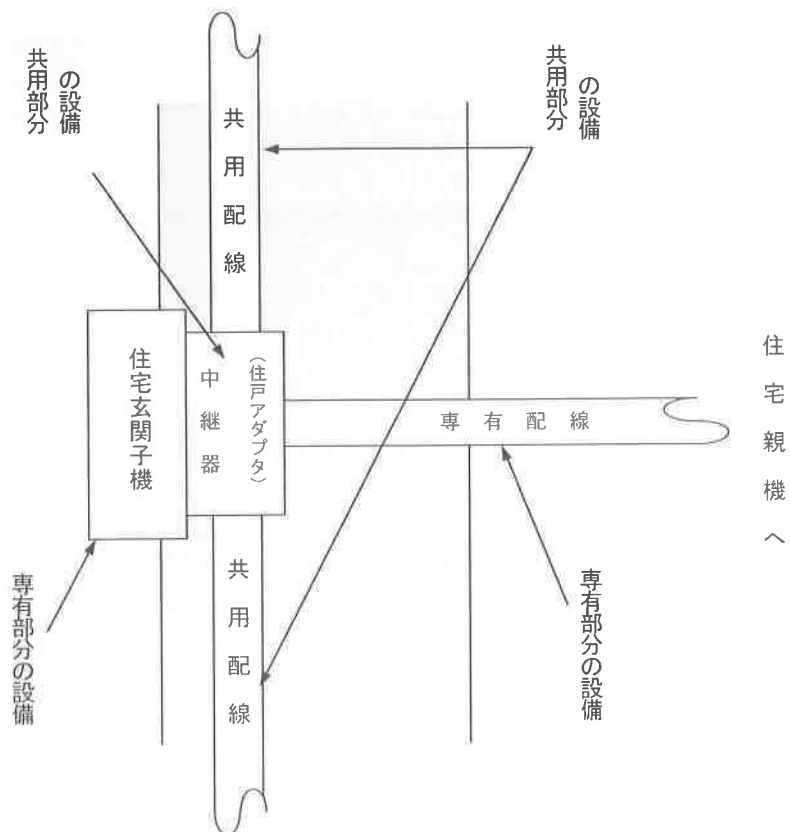 共用部分
の設備
共用部分
の設備
共用配線
住宅玄関子機
中継器
(住戸アダプタ)
専有配線
住宅親機へ
専有部分の設備
共用配線
専有部分の設備